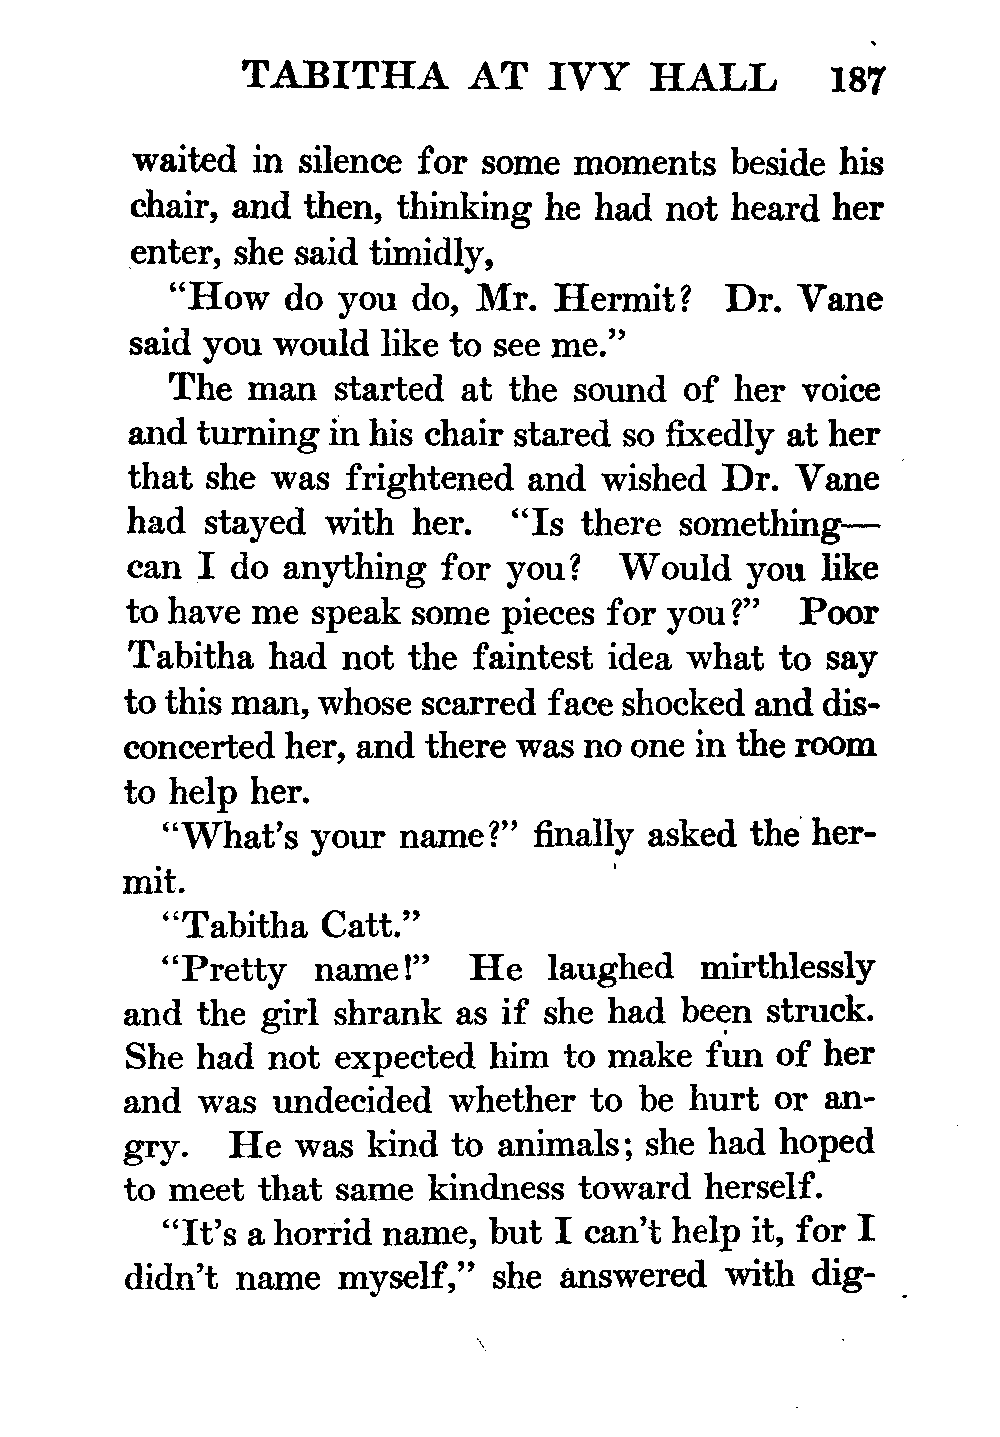 TABITHA AT IVY HALL 187
waited in silence for some moments beside his
chair, and then, thinking he had not heard her
enter, she said timidly,
“How do you do, Mr. Hermit? Dr. Vane
said you would like to see me.”
The man started at the sound of her voice
and turning in his chair stared so fixedly at her
that she was frightened and wished Dr. Vane
had stayed with her. “Is there something—
can I do anything for you? Would you like
to have me speak some pieces for you?” Poor
Tabitha had not the faintest idea what to say
to this man, whose scarred face shocked and dis-
concerted her, and there was no one in the room
to help her.
“What’s your name?” finally asked the her-
mit.
“Tabitha Catt.”
“Pretty name!” He laughed mirthlessly
and the girl shrank as if she had been struck.
She had not expected him to make fun of her
and was undecided whether to be hurt or an-
gry. He was kind to animals; she had hoped
to meet that same kindness toward herself.
“It’s a horrid name, but I can’t help it, for I
didn’t name myself,” she answered with dig-